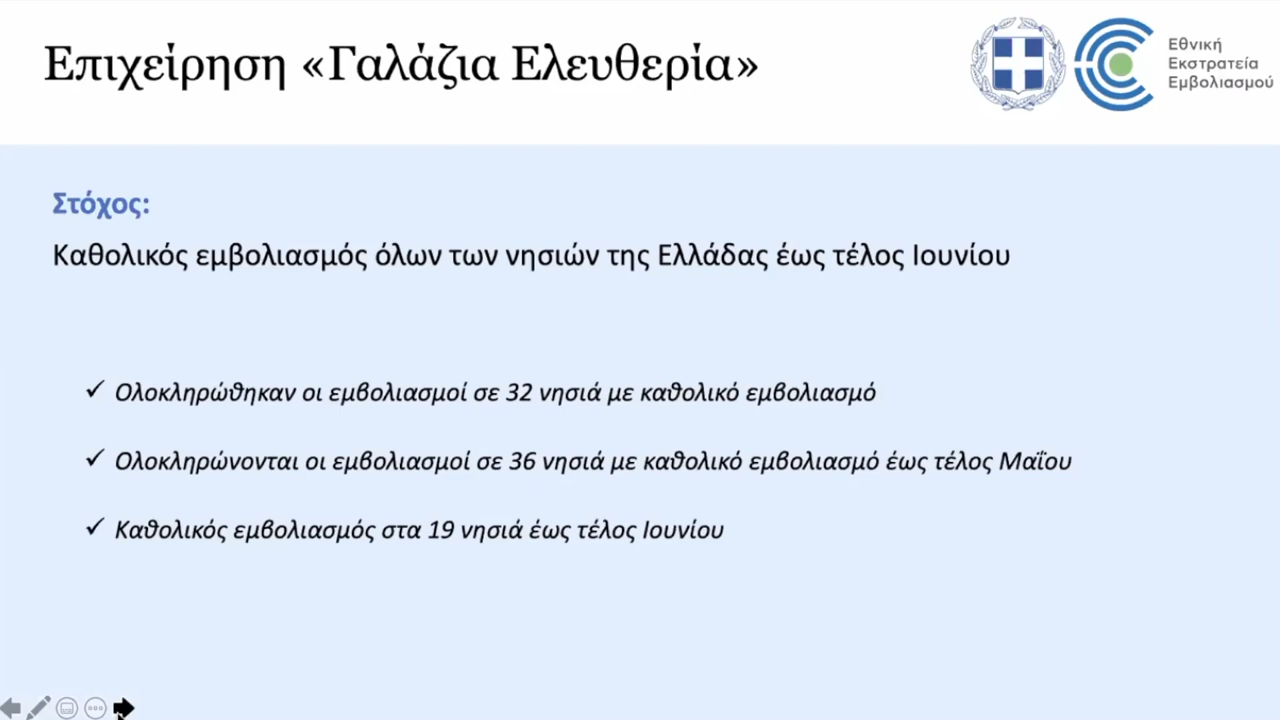 Επιχείρηση «Γαλάζια Ελευθερία»
Εθνική
Εκστρατεία
Εμβολιασμού
Στόχος:
Καθολικός εμβολιασμός όλων των νησιών της Ελλάδας έως τέλος Ιουνίου
✓ Ολοκληρώθηκαν οι εμβολιασμοί σε 32 νησιά με καθολικό εμβολιασμό
✓ Ολοκληρώνονται οι εμβολιασμοί σε 36 νησιά με καθολικό εμβολιασμό έως τέλος Μαΐου
✓ Καθολικός εμβολιασμός στα 19 νησιά έως τέλος Ιουνίου